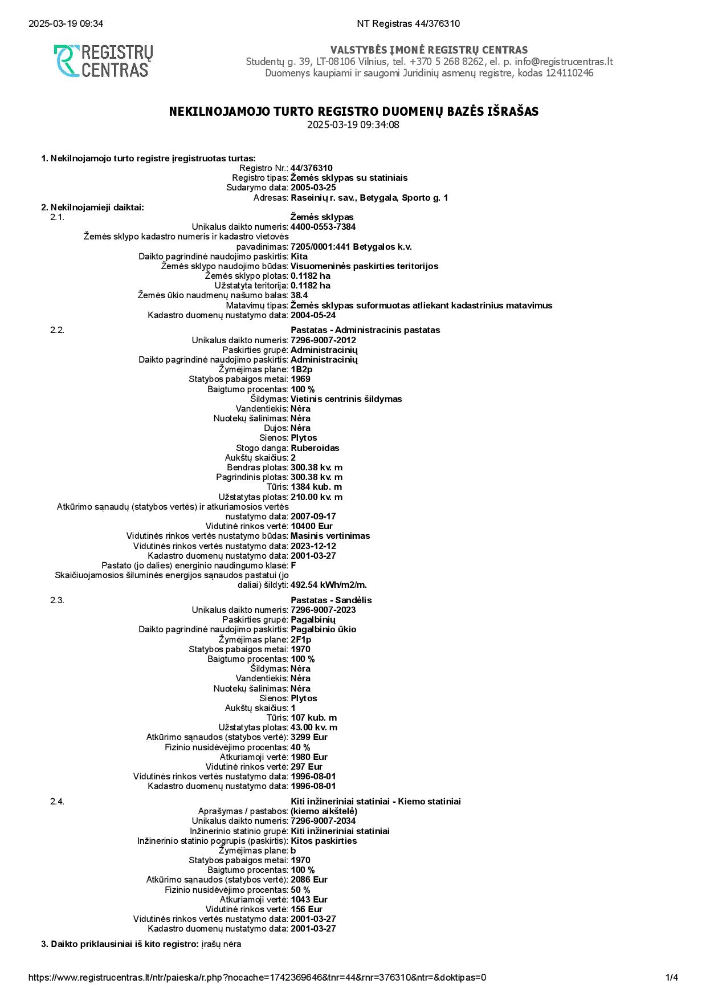 2025-03-19 09:34 NT Registras 44/376310
REGISTRŲ
CENTRAS
VALSTYBĖS ĮMONĖ REGISTRŲ CENTRAS
Studentų g. 39, LT-08106 Vilnius, tel. +370 5 268 8262, el. p. info@registrucentras.lt
Duomenys kaupiami ir saugomi Juridinių asmenų registre, kodas 124110246
NEKILNOJAMOJO TURTO REGISTRO DUOMENŲ BAZĖS IŠRAŠAS
2025-03-19 09:34:08
1. Nekilnojamojo turto registre įregistruotas turtas:
Registro Nr.: 44/376310
Registro tipas: Žemės sklypas su statiniais
Sudarymo data: 2005-03-25
Adresas: Raseinių r. sav., Betygala, Sporto g. 1
2. Nekilnojamieji daiktai:
2.1. Žemės sklypas
Unikalus daikto numeris: 4400-0553-7384
Žemės sklypo kadastro numeris ir kadastro vietovės
pavadinimas: 7205/0001:441 Betygalos k.v.
Daikto pagrindinė naudojimo paskirtis: Kita
Žemės sklypo naudojimo būdas: Visuomeninės paskirties teritorijos
Žemės sklypo plotas: 0.1182 ha
Užstatyta teritorija: 0.1182 ha
Žemės ūkio naudmenų našumo balas: 38.4
Matavimų tipas: Žemės sklypas suformuotas atliekant kadastrinius matavimus
Kadastro duomenų nustatymo data: 2004-05-24
2.2. Pastatas - Administracinis pastatas
Unikalus daikto numeris: 7296-9007-2012
Paskirties grupė: Administracinių
Daikto pagrindinė naudojimo paskirtis: Administracinių
Žymėjimas plane: 1B2p
Statybos pabaigos metai: 1969
Baigtumo procentas: 100 %
Šildymas: Vietinis centrinis šildymas
Vandentiekis: Nėra
Nuotekų šalinimas: Nėra
Dujos: Nėra
Sienos: Plytos
Stogo danga: Ruberoidas
Aukštų skaičius: 2
Bendras plotas: 300.38 kv. m
Pagrindinis plotas: 300.38 kv. m
Tūris: 1384 kub. m
Užstatytas plotas: 210.00 kv. m
Atkūrimo sąnaudų (statybos vertės) ir atkuriamosios vertės
nustatymo data: 2007-09-17
Vidutinė rinkos vertė: 10400 Eur
Vidutinės rinkos vertės nustatymo būdas: Masinis vertinimas
Vidutinės rinkos vertės nustatymo data: 2023-12-12
Kadastro duomenų nustatymo data: 2001-03-27
Pastato (jo dalies) energinio naudingumo klasė: F
Skaičiuojamosios šiluminės energijos sąnaudos pastatui (jo
daliai) šildyti: 492.54 kWh/m2/m.
2.3. Pastatas - Sandėlis
Unikalus daikto numeris: 7296-9007-2023
Paskirties grupė: Pagalbinių
Daikto pagrindinė naudojimo paskirtis: Pagalbinio ūkio
Žymėjimas plane: 2F1p
Statybos pabaigos metai: 1970
Baigtumo procentas: 100 %
Šildymas: Nėra
Vandentiekis: Nėra
Nuotekų šalinimas: Nėra
Sienos: Plytos
Aukštų skaičius: 1
Tūris: 107 kub. m
Užstatytas plotas: 43.00 kv. m
Atkūrimo sąnaudos (statybos vertė): 3299 Eur
Fizinio nusidėvėjimo procentas: 40 %
Atkuriamoji vertė: 1980 Eur
Vidutinė rinkos vertė: 297 Eur
Vidutinės rinkos vertės nustatymo data: 1996-08-01
Kadastro duomenų nustatymo data: 1996-08-01
2.4. Kiti inžineriniai statiniai - Kiemo statiniai
Aprašymas / pastabos: (kiemo aikštelė)
Unikalus daikto numeris: 7296-9007-2034
Inžinerinio statinio grupė: Kiti inžineriniai statiniai
Inžinerinio statinio pogrupis (paskirtis): Kitos paskirties
Žymėjimas plane: b
Statybos pabaigos metai: 1970
Baigtumo procentas: 100 %
Atkūrimo sąnaudos (statybos vertė): 2086 Eur
Fizinio nusidėvėjimo procentas: 50 %
Atkuriamoji vertė: 1043 Eur
Vidutinė rinkos vertė: 156 Eur
Vidutinės rinkos vertės nustatymo data: 2001-03-27
Kadastro duomenų nustatymo data: 2001-03-27
3. Daikto priklausiniai iš kito registro: įrašų nėra
https://www.registrucentras.lt/ntr/paieska/r.php?nocache=1742369646&tnr=44&rnr=376310&ntr=&doktipas=0 1/4